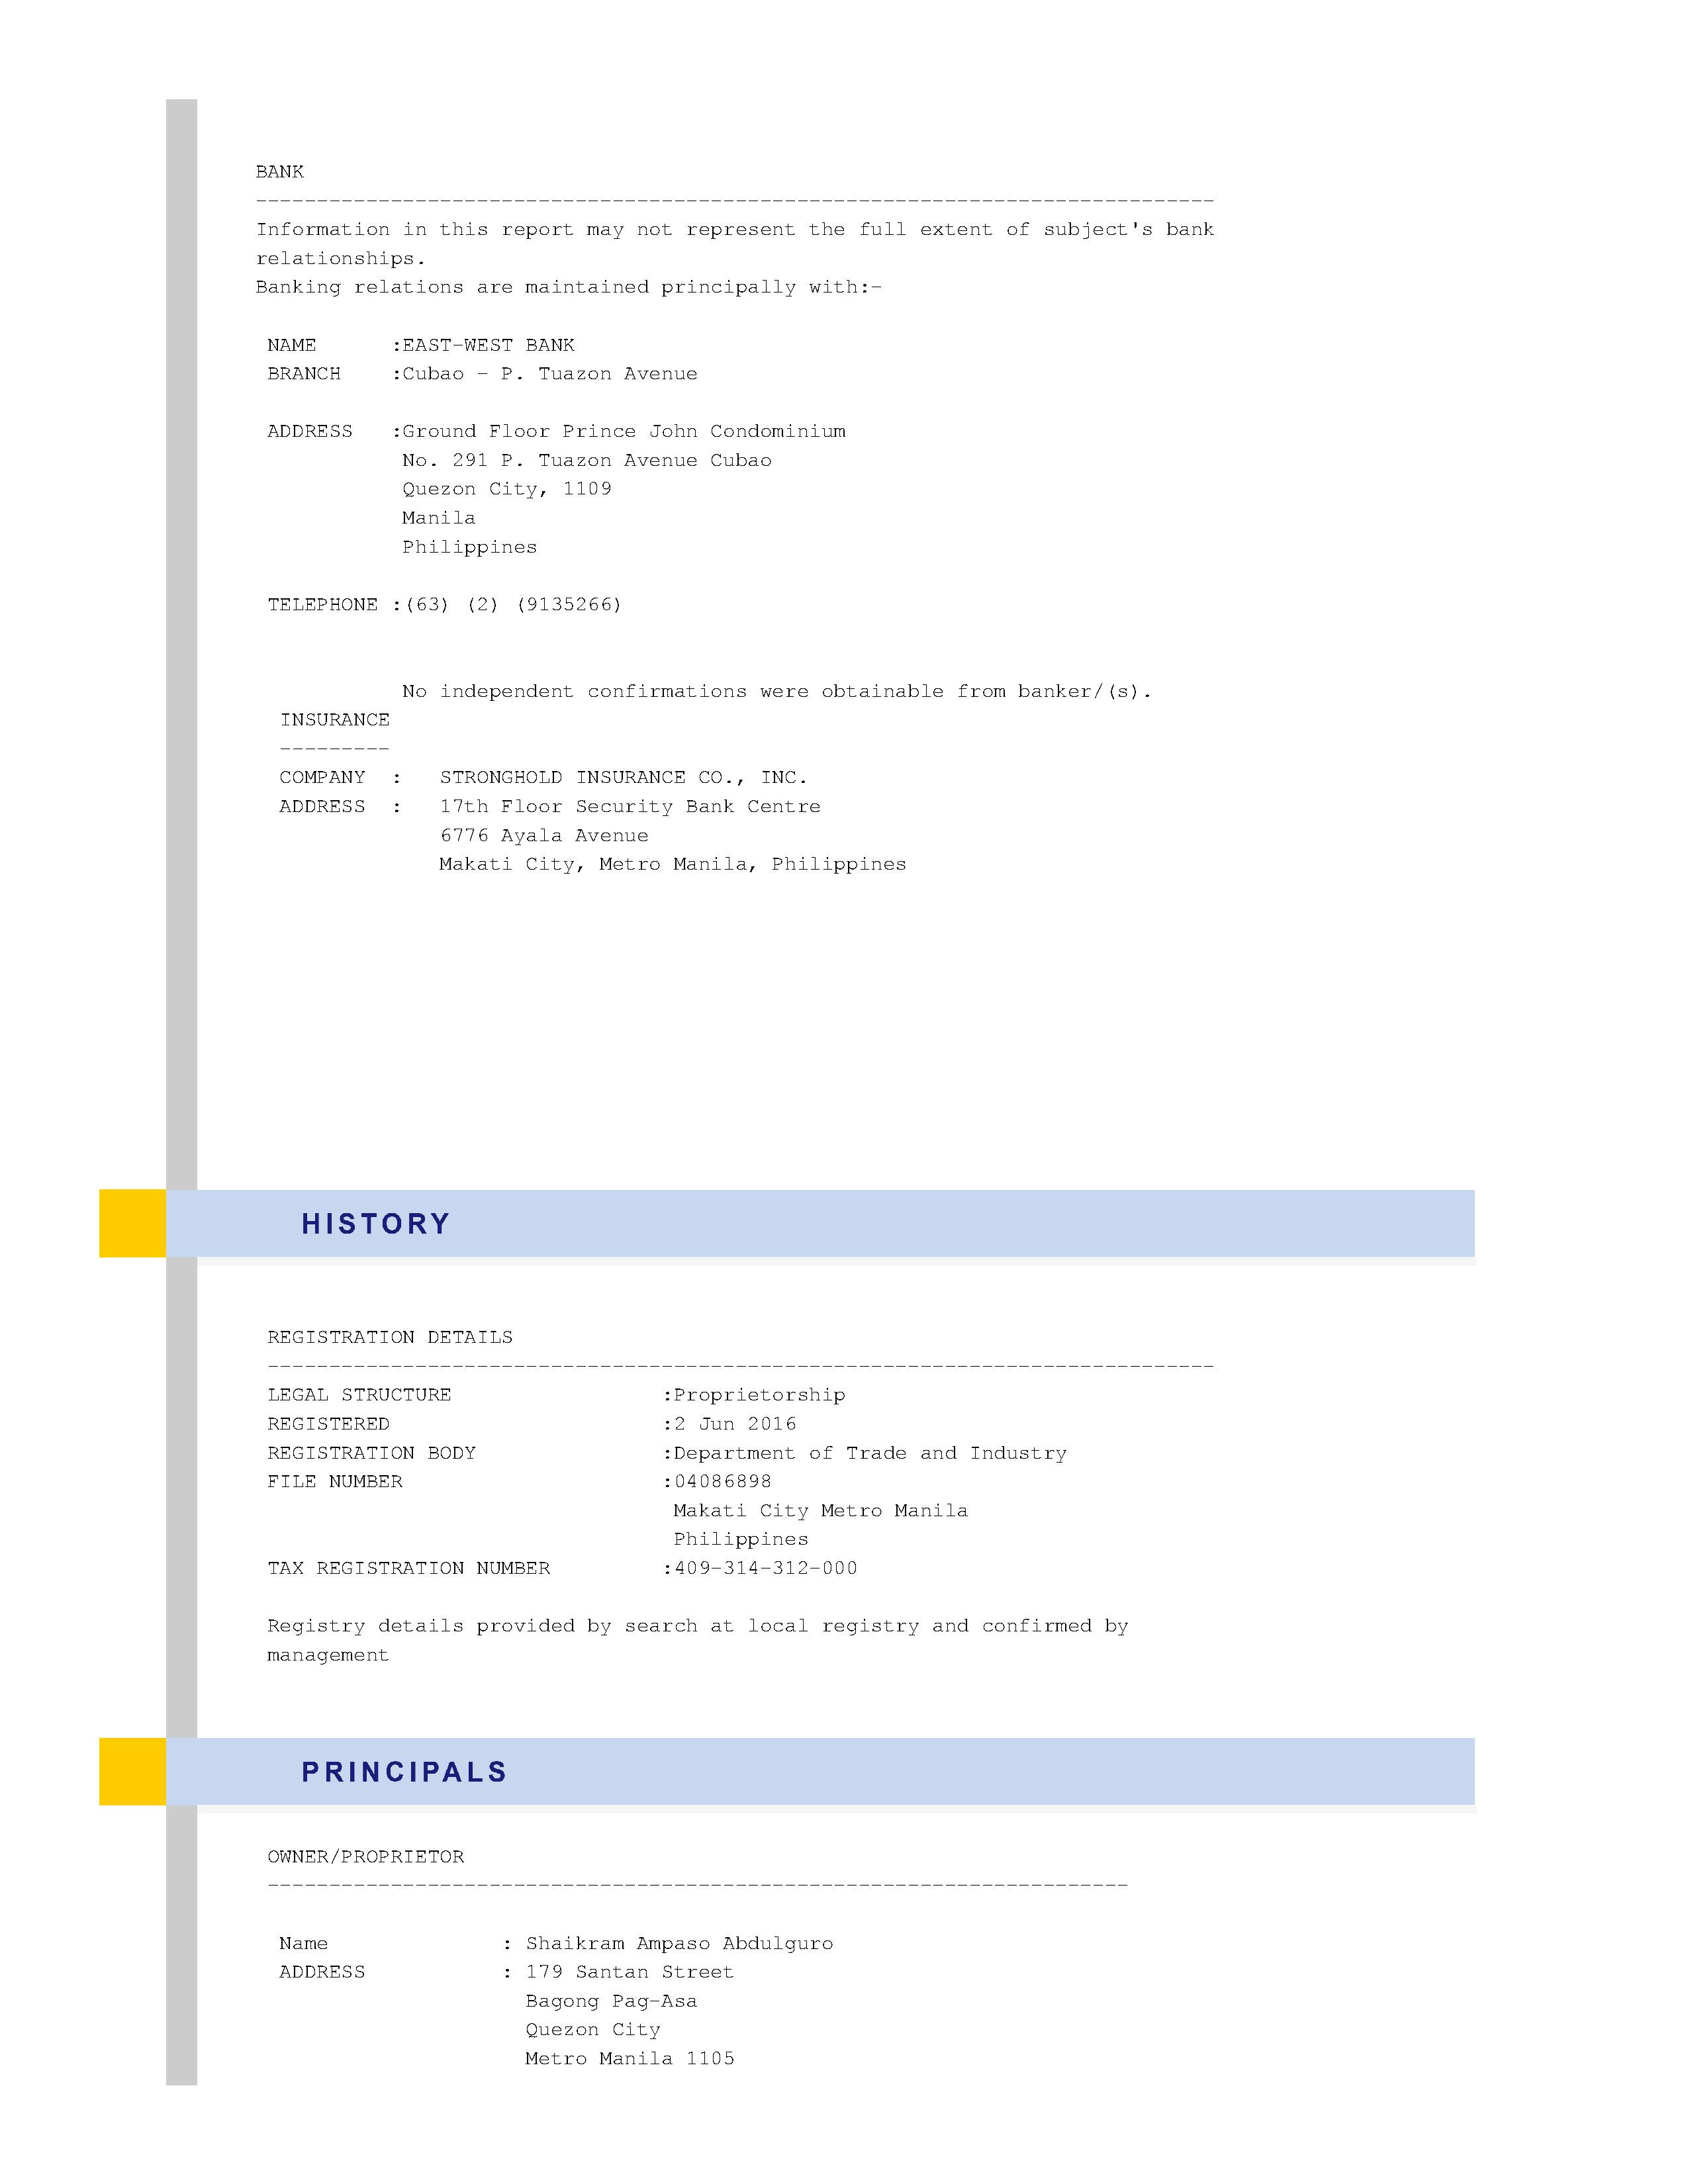 BANK
------------------------------------------------------------------------------
Information in this report may not represent the full extent of subject's bank
relationships.
Banking relations are maintained principally with:-
NAME :EAST-WEST BANK
BRANCH :Cubao - P. Tuazon Avenue
ADDRESS :Ground Floor Prince John Condominium
No. 291 P. Tuazon Avenue Cubao
Quezon City, 1109
Manila
Philippines
TELEPHONE :(63) (2) (9135266)
No independent confirmations were obtainable from banker/(s).
INSURANCE
---------
COMPANY : STRONGHOLD INSURANCE CO., INC.
ADDRESS : 17th Floor Security Bank Centre
6776 Ayala Avenue
Makati City, Metro Manila, Philippines
HISTORY
REGISTRATION DETAILS
-----------------------------------------------------------------------------
LEGAL STRUCTURE :Proprietorship
REGISTERED :2 Jun 2016
REGISTRATION BODY :Department of Trade and Industry
FILE NUMBER :04086898
Makati City Metro Manila
Philippines
TAX REGISTRATION NUMBER :409-314-312-000
Registry details provided by search at local registry and confirmed by
management
PRINCIPALS
OWNER/PROPRIETOR
----------------------------------------------------------------------
Name : Shaikram Ampaso Abdulguro
ADDRESS : 179 Santan Street
Bagong Pag-Asa
Quezon City
Metro Manila 1105